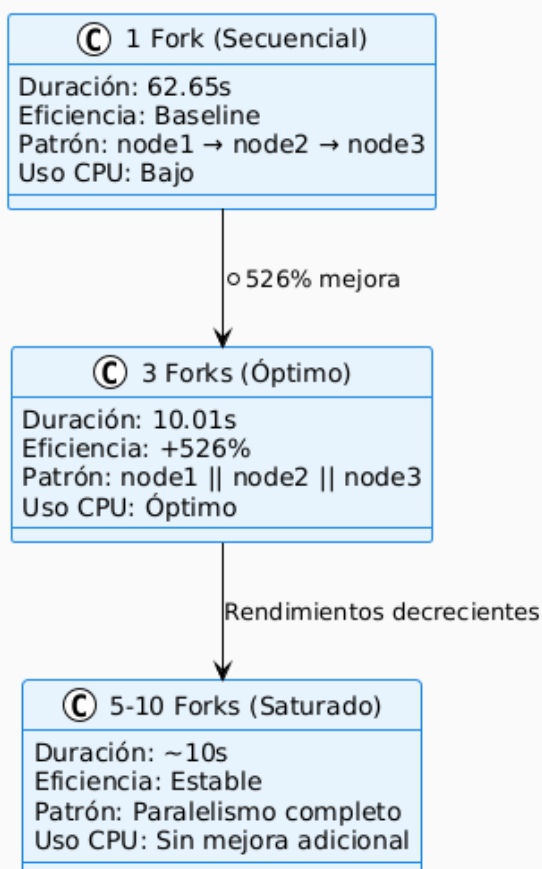 C 1 Fork (Secuencial)
Duración: 62.65s
Eficiencia: Baseline
Patrón: node1 → node2 → node3
Uso CPU: Bajo
526% mejora
C 3 Forks (Óptimo)
Duración: 10.01s
Eficiencia: +526%
Patrón: node1 || node2 || node3
Uso CPU: Óptimo
Rendimientos decrecientes
C 5-10 Forks (Saturado)
Duración: ~10s
Eficiencia: Estable
Patrón: Paralelismo completo
Uso CPU: Sin mejora adicional